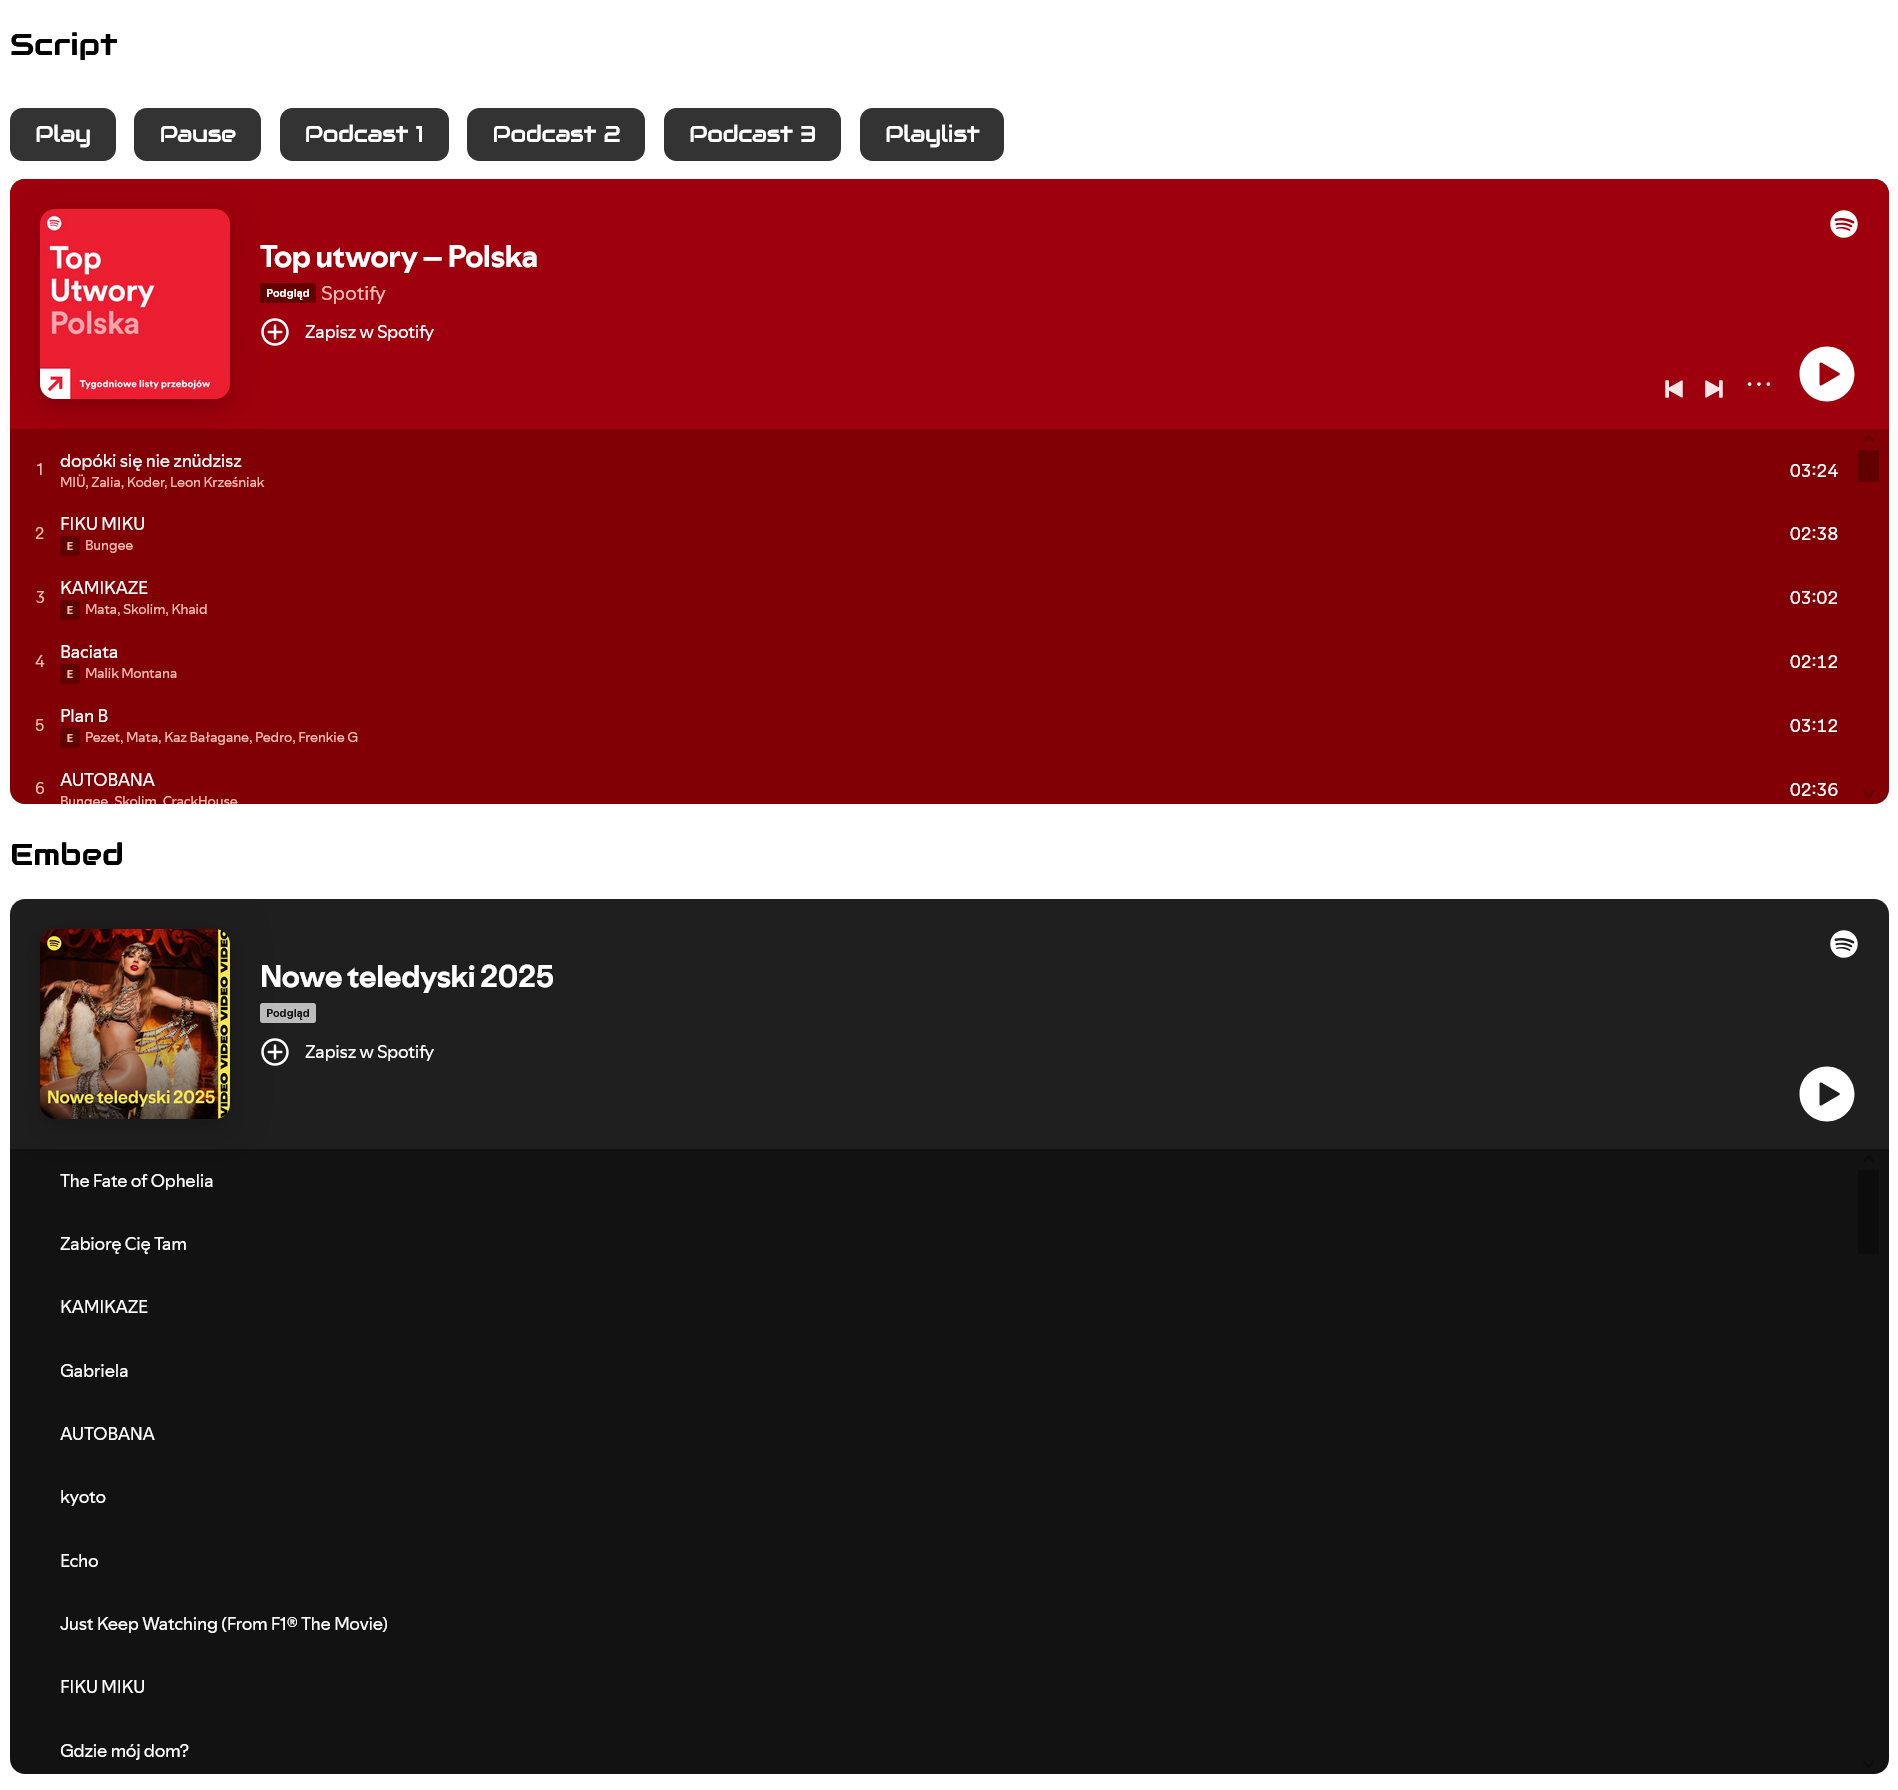 Script
Play Pause Podcast 1 Podcast 2 Podcast 3 Playlist
Top
Utwory
Polska
Tygodniowe listy przebojów
Top utwory – Polska
Podgląd Spotify
Zapisz w Spotify
1 dopóki się nie znüdzisz 03:24
MIÜ, Zalia, Koder, Leon Krześniak
2 FIKU MIKU 02:38
E Bungee
3 KAMIKAZE 03:02
E Mata, Skolim, Khaid
4 Baciata 02:12
E Malik Montana
5 Plan B 03:12
E Pezet, Mata, Kaz Bałagane, Pedro, Frenkie G
6 AUTOBANA 02:36
Bungee, Skolim, CrackHouse
Embed
Nowe teledyski 2025
VIDEO VIDEO VIDEO VIDEO
Nowe teledyski 2025
Podgląd
Zapisz w Spotify
The Fate of Ophelia
Zabiorę Cię Tam
KAMIKAZE
Gabriela
AUTOBANA
kyoto
Echo
Just Keep Watching (From F1® The Movie)
FIKU MIKU
Gdzie mój dom?